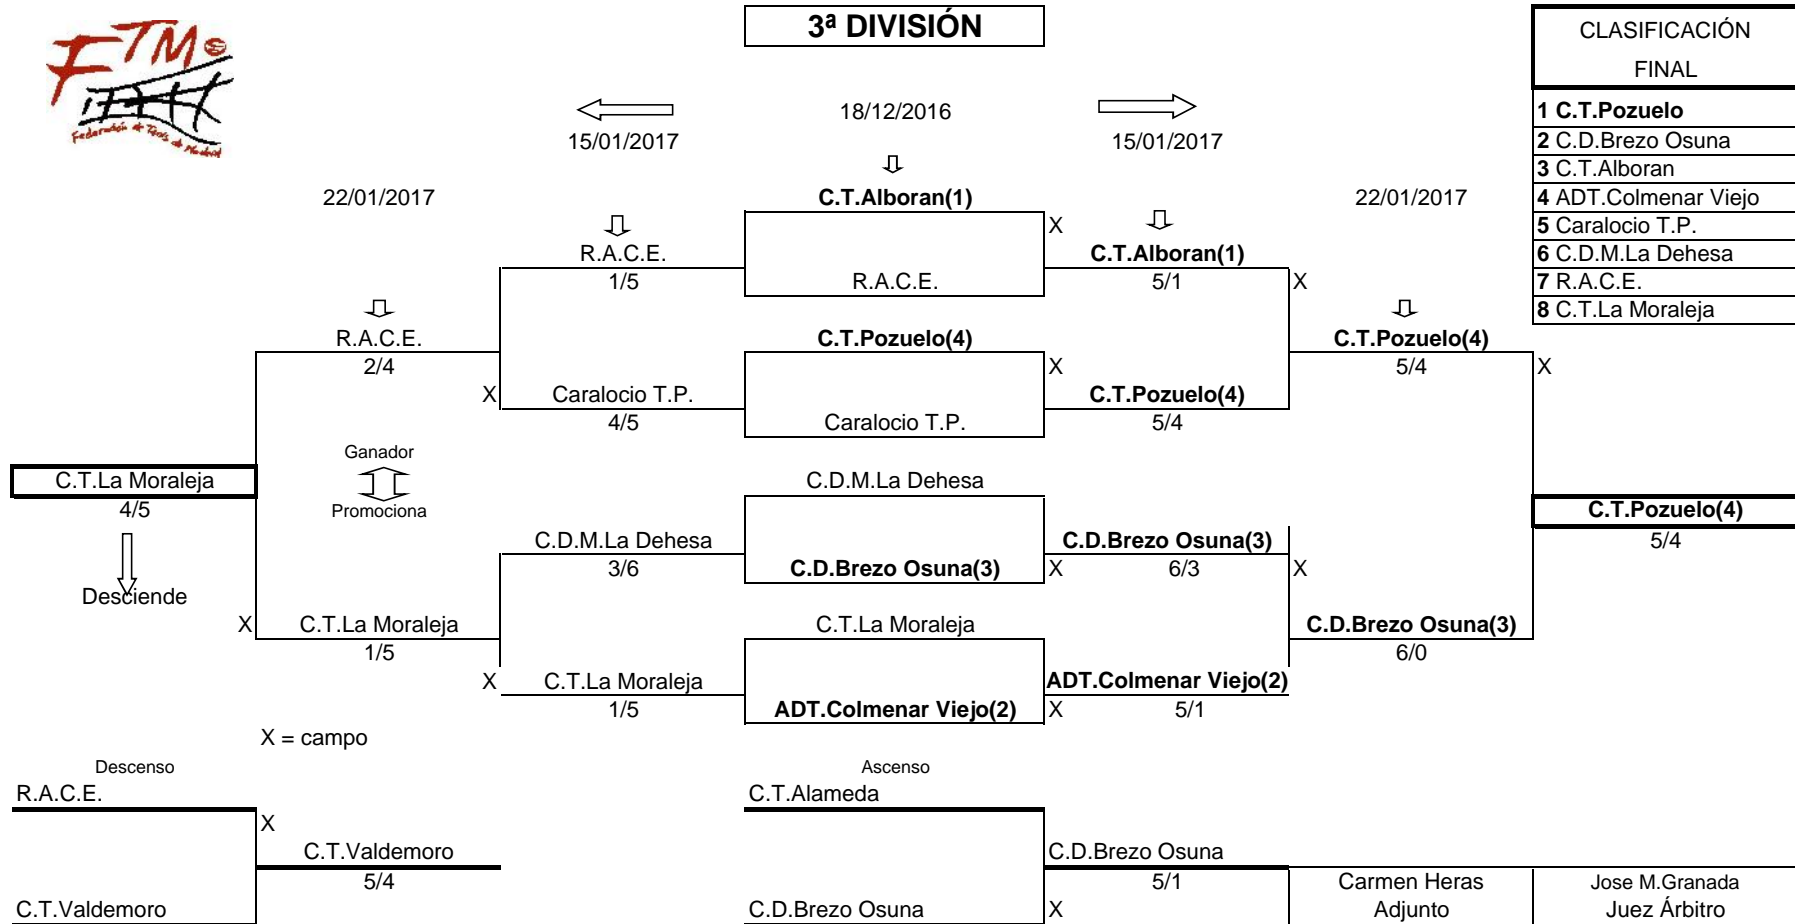 FTM
Federación de Tenis de Madrid
3ª DIVISIÓN
CLASIFICACIÓN
FINAL
1 C.T.Pozuelo
2 C.D.Brezo Osuna
3 C.T.Alboran
4 ADT.Colmenar Viejo
5 Caralocio T.P.
6 C.D.M.La Dehesa
7 R.A.C.E.
8 C.T.La Moraleja
18/12/2016
15/01/2017 15/01/2017
22/01/2017 C.T.Alboran(1) 22/01/2017
X
R.A.C.E. C.T.Alboran(1)
1/5 R.A.C.E. 5/1 X
R.A.C.E. C.T.Pozuelo(4) C.T.Pozuelo(4)
2/4 X 5/4 X
X Caralocio T.P. C.T.Pozuelo(4)
4/5 Caralocio T.P. 5/4
Ganador
C.T.La Moraleja C.D.M.La Dehesa
4/5 Promociona C.T.Pozuelo(4)
C.D.M.La Dehesa C.D.Brezo Osuna(3) 5/4
3/6 C.D.Brezo Osuna(3) X 6/3 X
Desciende
X C.T.La Moraleja C.T.La Moraleja C.D.Brezo Osuna(3)
1/5 6/0
X C.T.La Moraleja ADT.Colmenar Viejo(2)
1/5 ADT.Colmenar Viejo(2) X 5/1
X = campo
Descenso Ascenso
R.A.C.E. C.T.Alameda
X
C.T.Valdemoro C.D.Brezo Osuna
5/4 5/1 Carmen Heras Jose M.Granada
C.T.Valdemoro C.D.Brezo Osuna X Adjunto Juez Árbitro